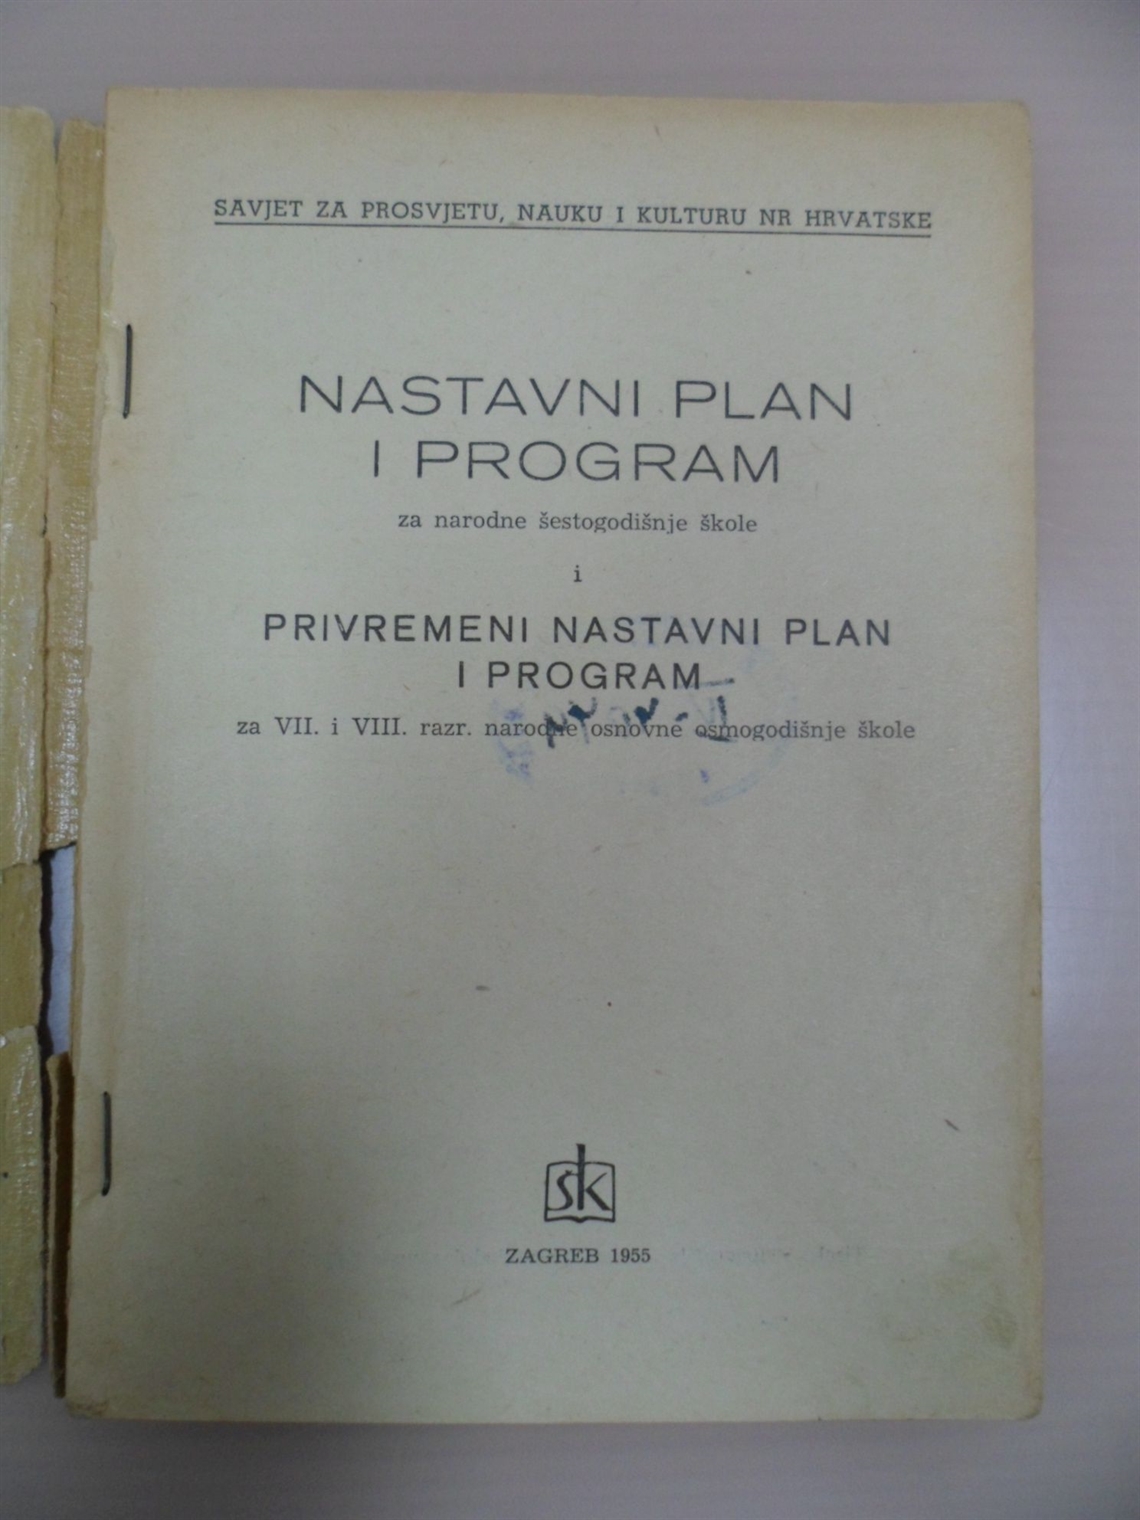 SAVJET ZA PROSVJETU, NAUKU I KULTURU NR HRVATSKE
NASTAVNI PLAN
I PROGRAM
za narodne šestogodišnje škole
i
PRIVREMENI NASTAVNI PLAN
I PROGRAM
za VII. i VIII. razr. narodne osnovne osmogodišnje škole
ŠK
ZAGREB 1955